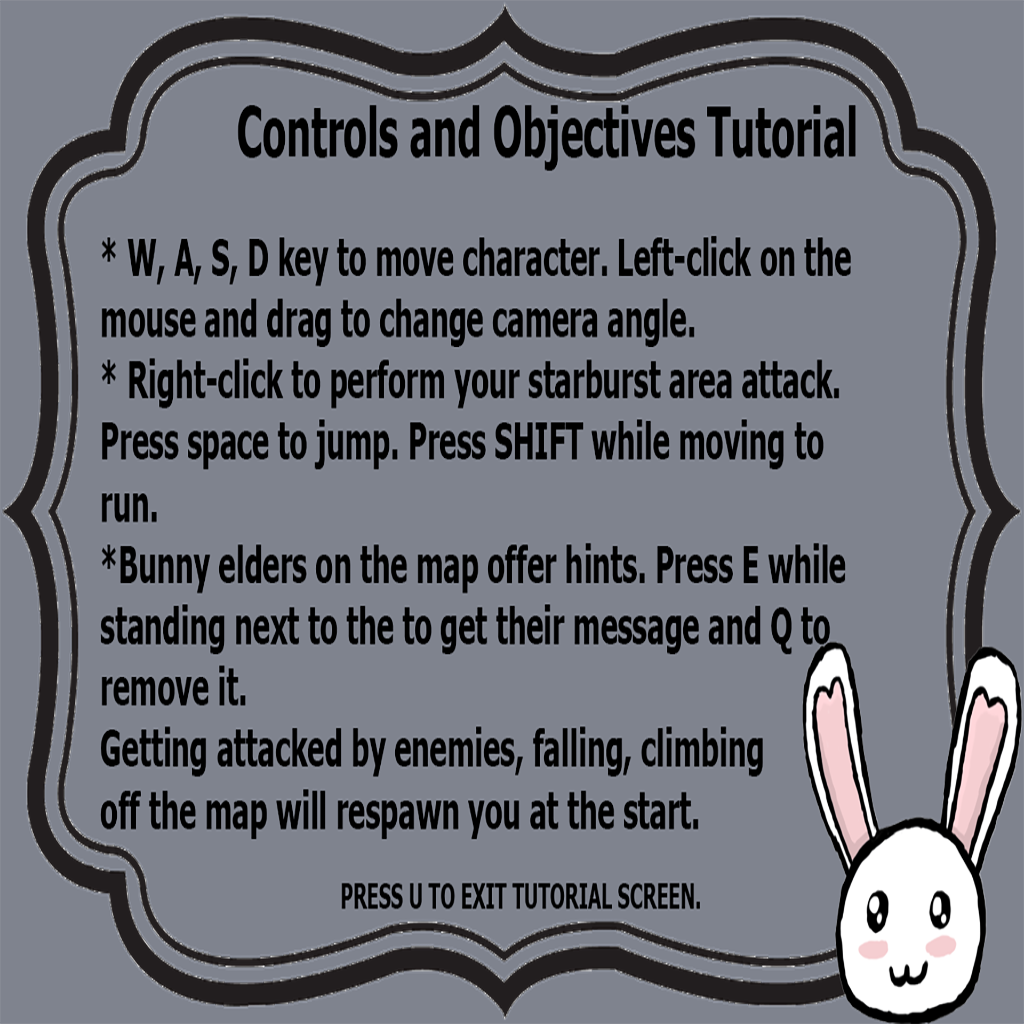 Controls and Objectives Tutorial
* W, A, S, D key to move character. Left-click on the
mouse and drag to change camera angle.
* Right-click to perform your starburst area attack.
Press space to jump. Press SHIFT while moving to
run.
*Bunny elders on the map offer hints. Press E while
standing next to the to get their message and Q to
remove it.
Getting attacked by enemies, falling, climbing
off the map will respawn you at the start.
PRESS U TO EXIT TUTORIAL SCREEN.